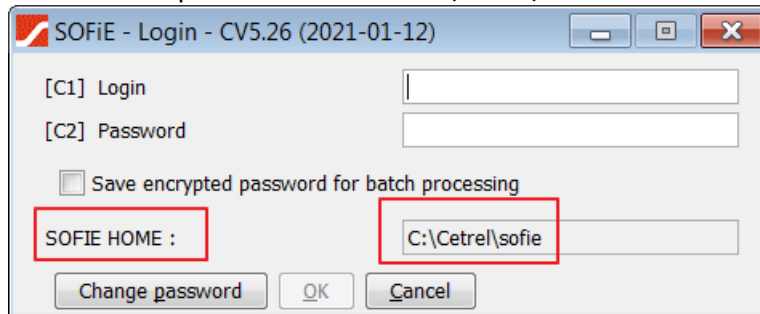 SOFiE - Login - CV5.26 (2021-01-12)
[C1] Login
[C2] Password
Save encrypted password for batch processing
SOFIE HOME : C:\Cetrel\sofie
Change password OK Cancel